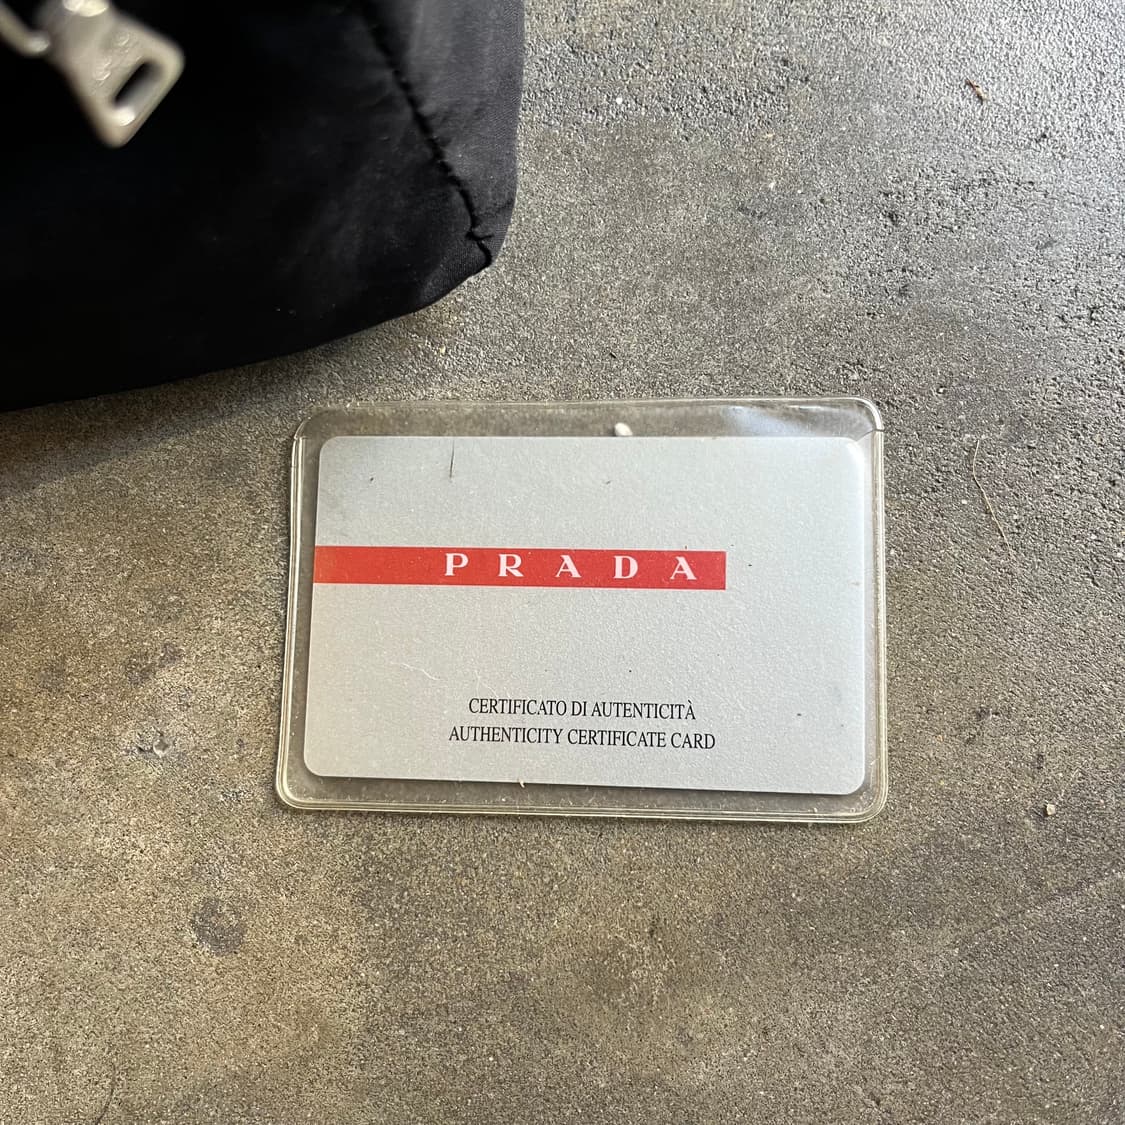 PRADA
CERTIFICATO DI AUTENTICITÀ
AUTHENTICITY CERTIFICATE CARD